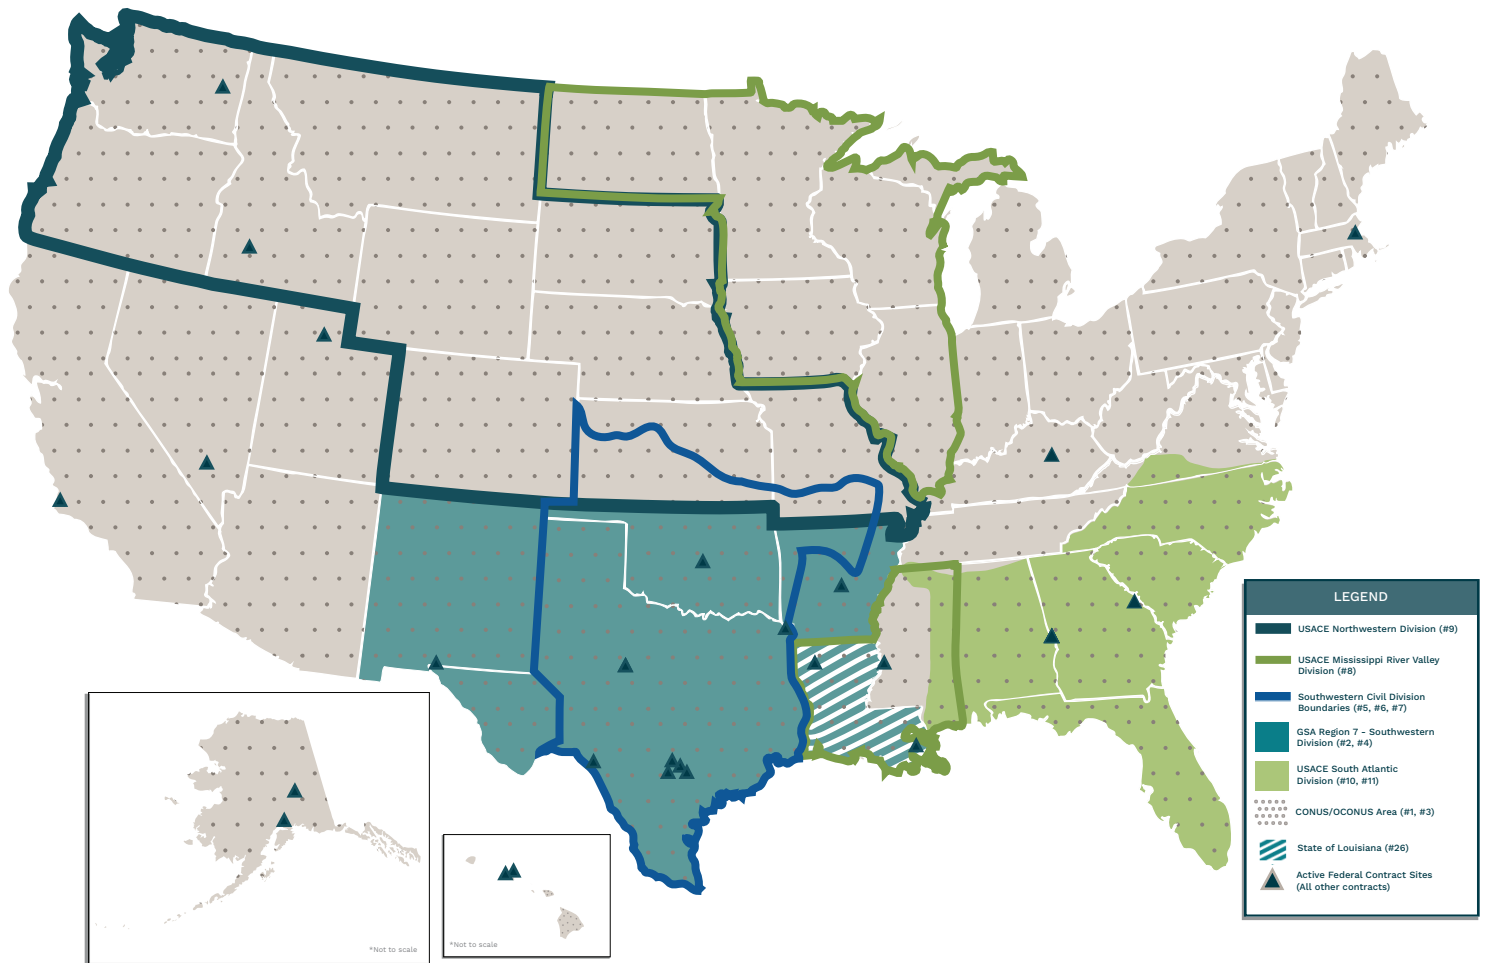 LEGEND
USACE Northwestern Division (#9)
USACE Mississippi River Valley
Division (#8)
Southwestern Civil Division
Boundaries (#5, #6, #7)
GSA Region 7 - Southwestern
Division (#2, #4)
USACE South Atlantic
Division (#10, #11)
CONUS/OCONUS Area (#1, #3)
State of Louisiana (#26)
Active Federal Contract Sites
(All other contracts)
*Not to scale
*Not to scale